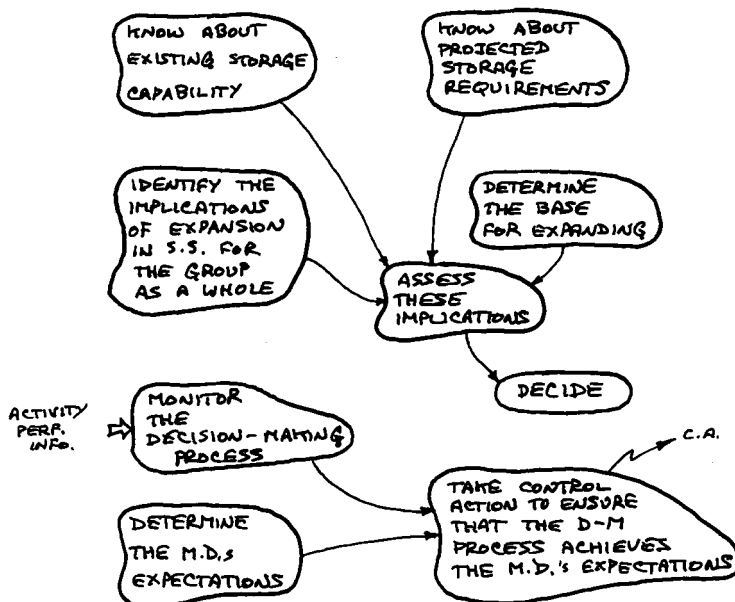 KNOW ABOUT
EXISTING STORAGE
CAPABILITY
KNOW ABOUT
PROJECTED
STORAGE
REQUIREMENTS
IDENTIFY THE
IMPLICATIONS
OF EXPANSION
IN S.S. FOR
THE GROUP
AS A WHOLE
DETERMINE
THE BASE
FOR EXPANDING
ASSESS
THESE
IMPLICATIONS
DECIDE
ACTIVITY
PERF.
INFO.
MONITOR
THE
DECISION-MAKING
PROCESS
C.A.
DETERMINE
THE M.D.s
EXPECTATIONS
TAKE CONTROL
ACTION TO ENSURE
THAT THE D-M
PROCESS ACHIEVES
THE M.D.'s EXPECTATIONS